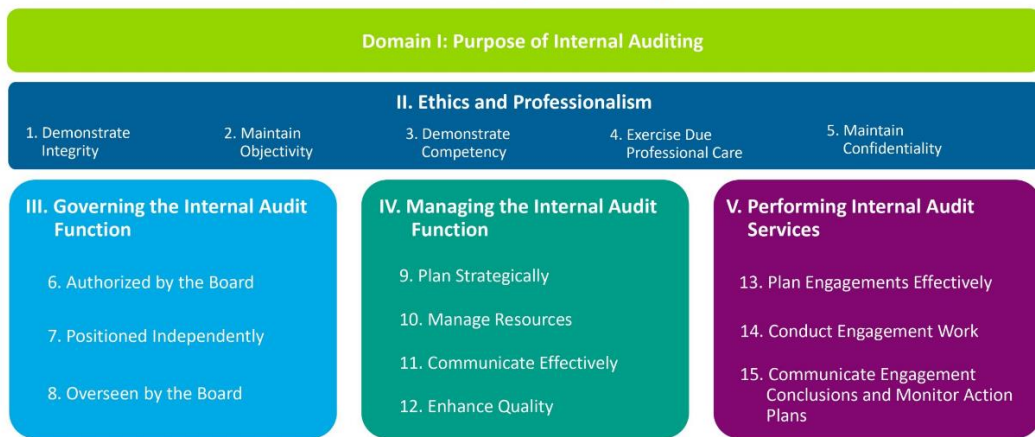 Domain I: Purpose of Internal Auditing
II. Ethics and Professionalism
1. Demonstrate
Integrity
2. Maintain
Objectivity
3. Demonstrate
Competency
4. Exercise Due
Professional Care
5. Maintain
Confidentiality
III. Governing the Internal Audit
Function
6. Authorized by the Board
7. Positioned Independently
8. Overseen by the Board
IV. Managing the Internal Audit
Function
9. Plan Strategically
10. Manage Resources
11. Communicate Effectively
12. Enhance Quality
V. Performing Internal Audit
Services
13. Plan Engagements Effectively
14. Conduct Engagement Work
15. Communicate Engagement
Conclusions and Monitor Action
Plans